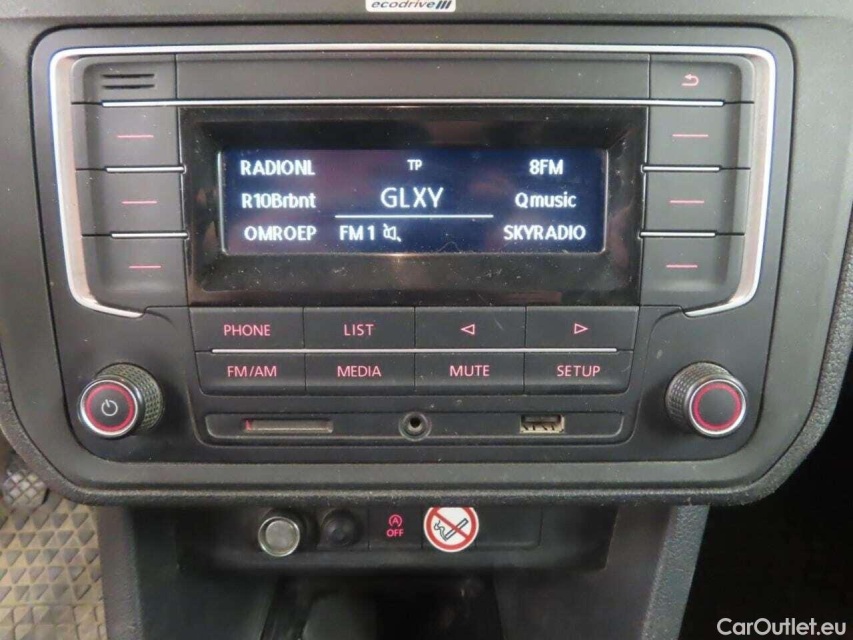 ecodrive
RADIONL TP 8FM
R10Brbnt GLXY Qmusic
OMROEP FM1 SKYRADIO
PHONE LIST
FM/AM MEDIA MUTE SETUP
A
OFF
CarOutlet.eu